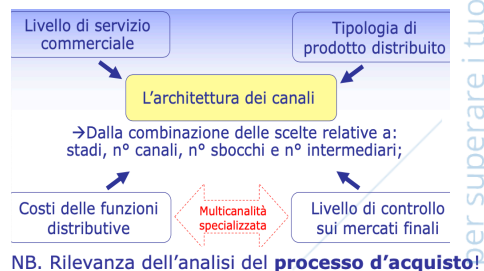 Livello di servizio
commerciale
Tipologia di
prodotto distribuito
L'architettura dei canali
→Dalla combinazione delle scelte relative a:
stadi, n° canali, n° sbocchi e n° intermediari;
Costi delle funzioni
distributive
Multicanalità
specializzata
Livello di controllo
sui mercati finali
NB. Rilevanza dell'analisi del processo d'acquisto!
per superare i tuo